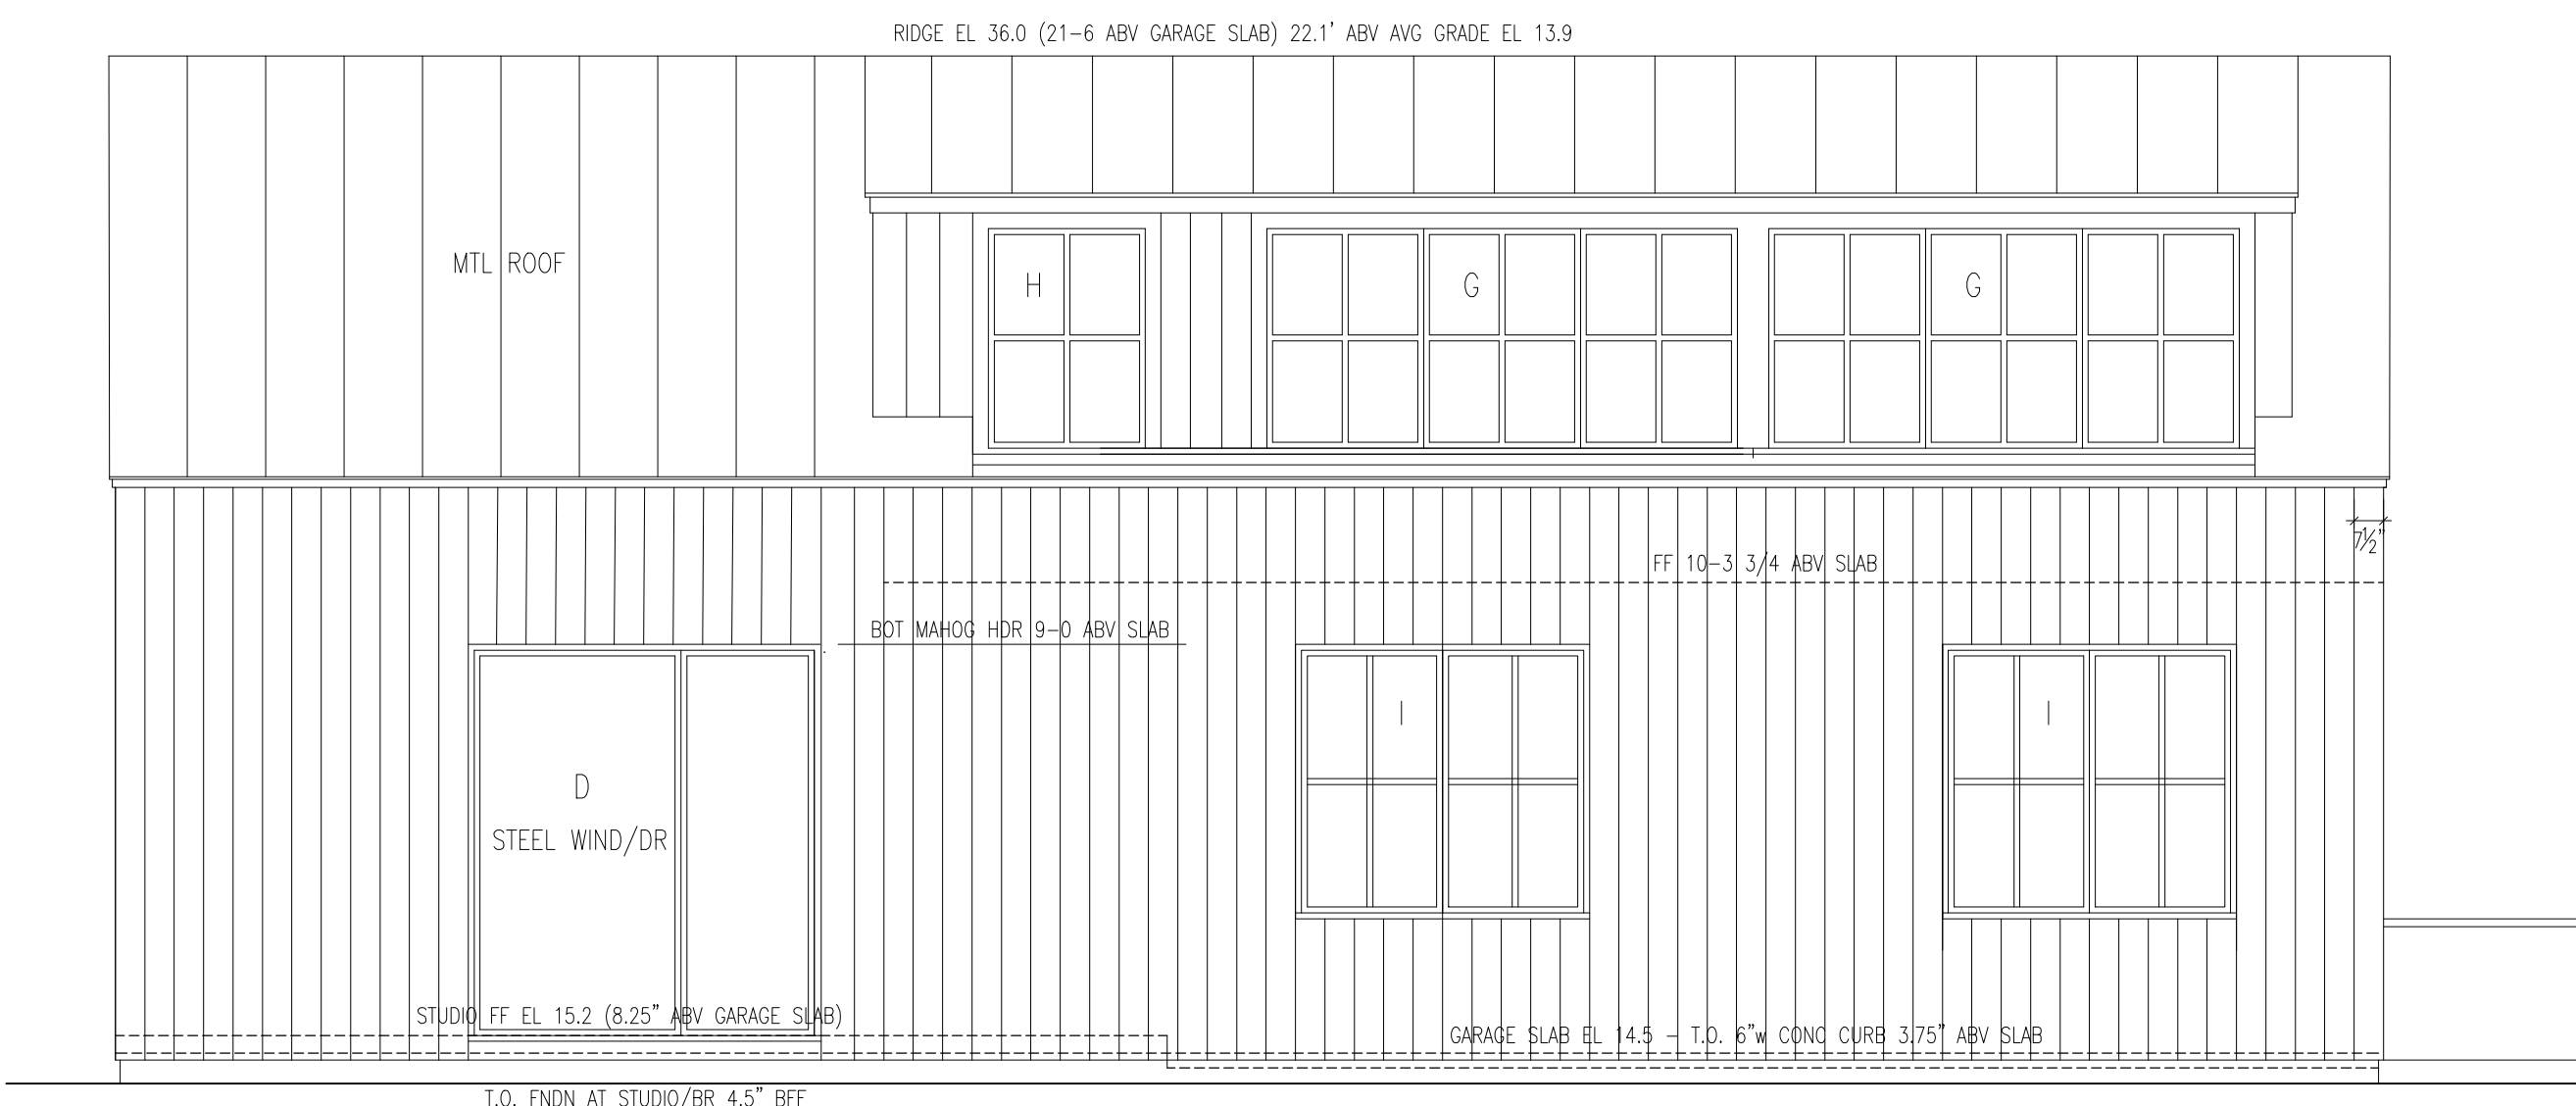 RIDGE EL 36.0 (21-6 ABV GARAGE SLAB) 22.1' ABV AVG GRADE EL 13.9
MTL ROOF
H
G
G
7½"
FF 10-3 3/4 ABV SLAB
BOT MAHOG HDR 9-0 ABV SLAB
I
I
D
STEEL WIND/DR
STUDIO FF EL 15.2 (8.25" ABV GARAGE SLAB)
GARAGE SLAB EL 14.5 - T.O. 6"w CONC CURB 3.75" ABV SLAB
T.O. FNDN AT STUDIO/BR 4.5" BFF